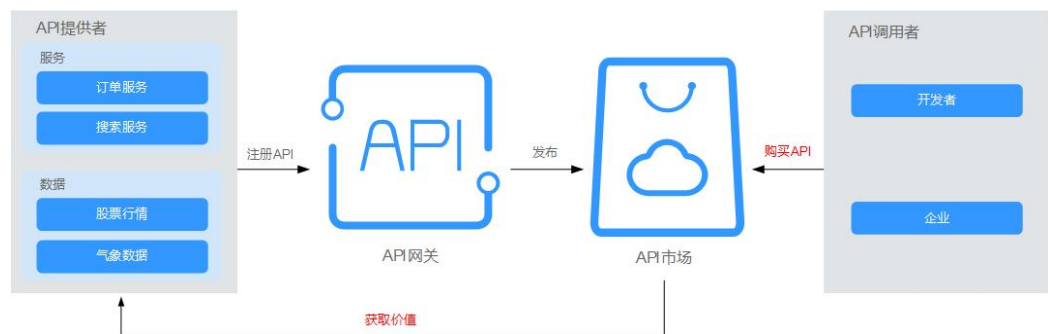 API提供者
服务
订单服务
搜索服务
数据
股票行情
气象数据
注册API
API
API网关
发布
API市场
购买API
API调用者
开发者
企业
获取价值